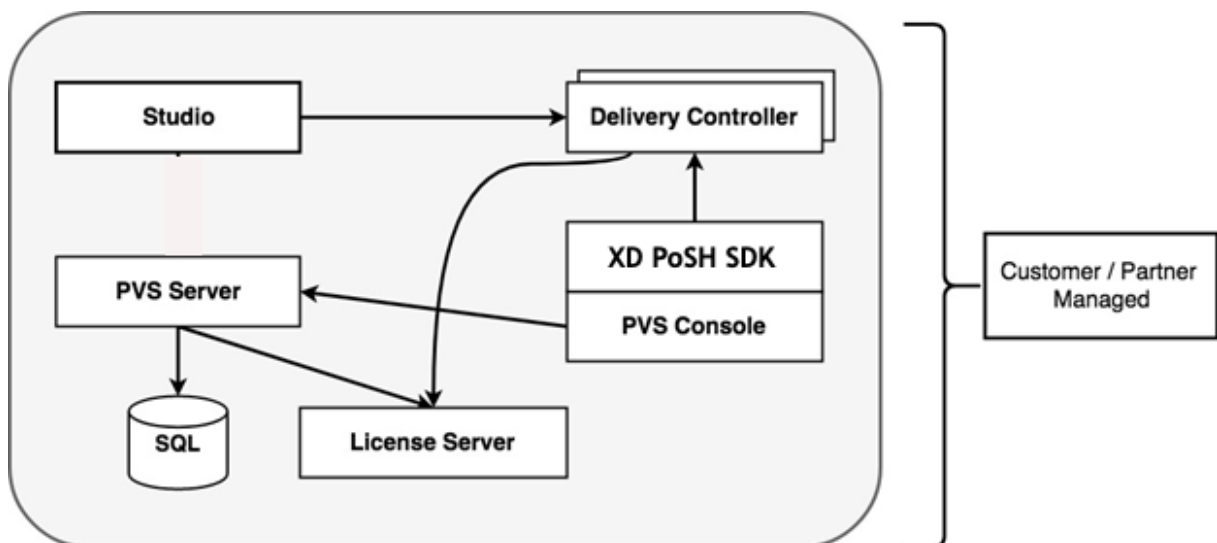 Studio
Delivery Controller
XD PoSH SDK
PVS Server
PVS Console
Customer / Partner
Managed
SQL
License Server